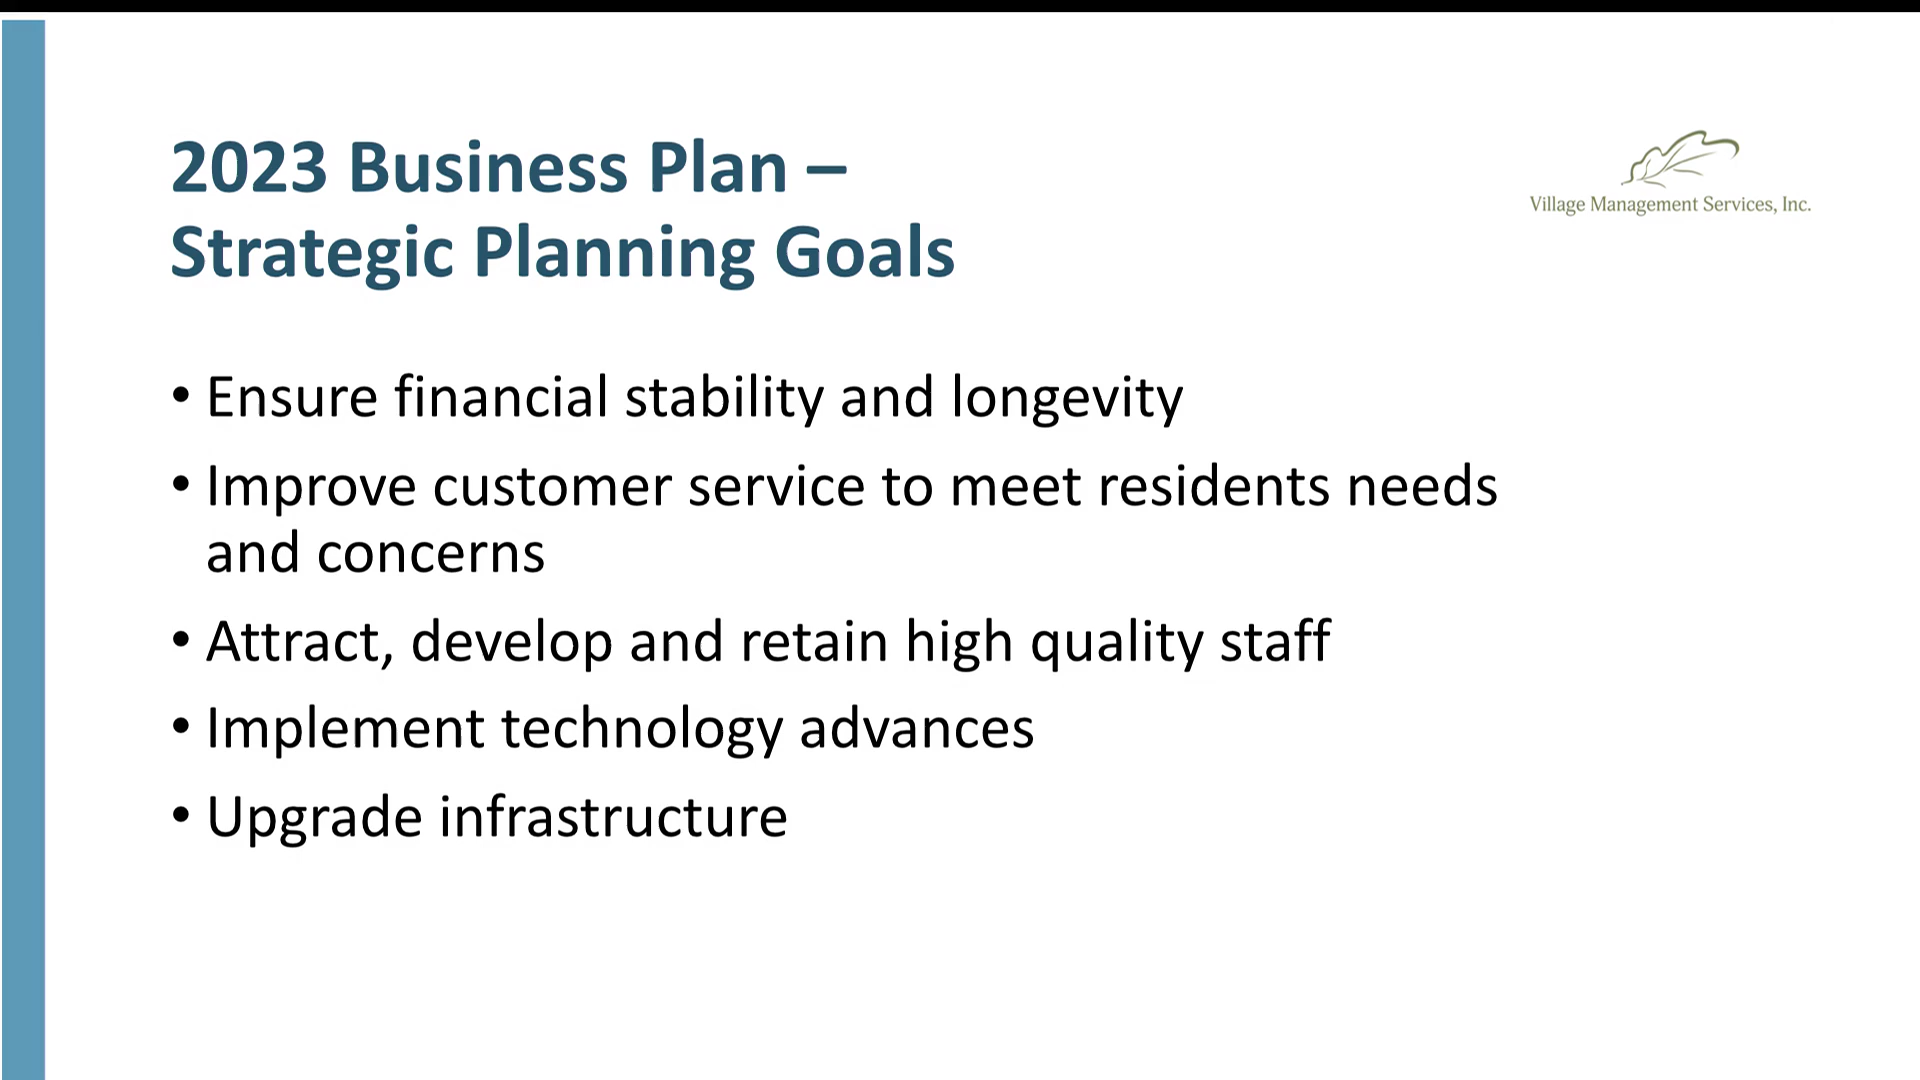 2023 Business Plan –
Strategic Planning Goals
Village Management Services, Inc.
• Ensure financial stability and longevity
• Improve customer service to meet residents needs
and concerns
• Attract, develop and retain high quality staff
• Implement technology advances
• Upgrade infrastructure